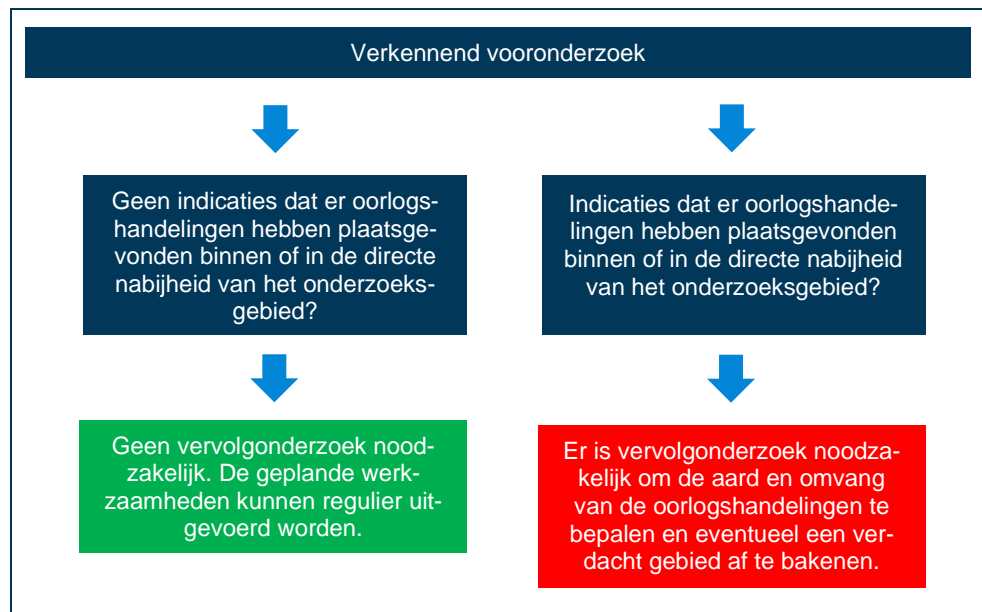 Verkennend vooronderzoek
Geen indicaties dat er oorlogs-
handelingen hebben plaatsge-
vonden binnen of in de directe
nabijheid van het onderzoeks-
gebied?
Indicaties dat er oorlogshande-
lingen hebben plaatsgevonden
binnen of in de directe nabijheid
van het onderzoeksgebied?
Geen vervolgonderzoek nood-
zakelijk. De geplande werk-
zaamheden kunnen regulier uit-
gevoerd worden.
Er is vervolgonderzoek noodza-
kelijk om de aard en omvang
van de oorlogshandelingen te
bepalen en eventueel een ver-
dacht gebied af te bakenen.